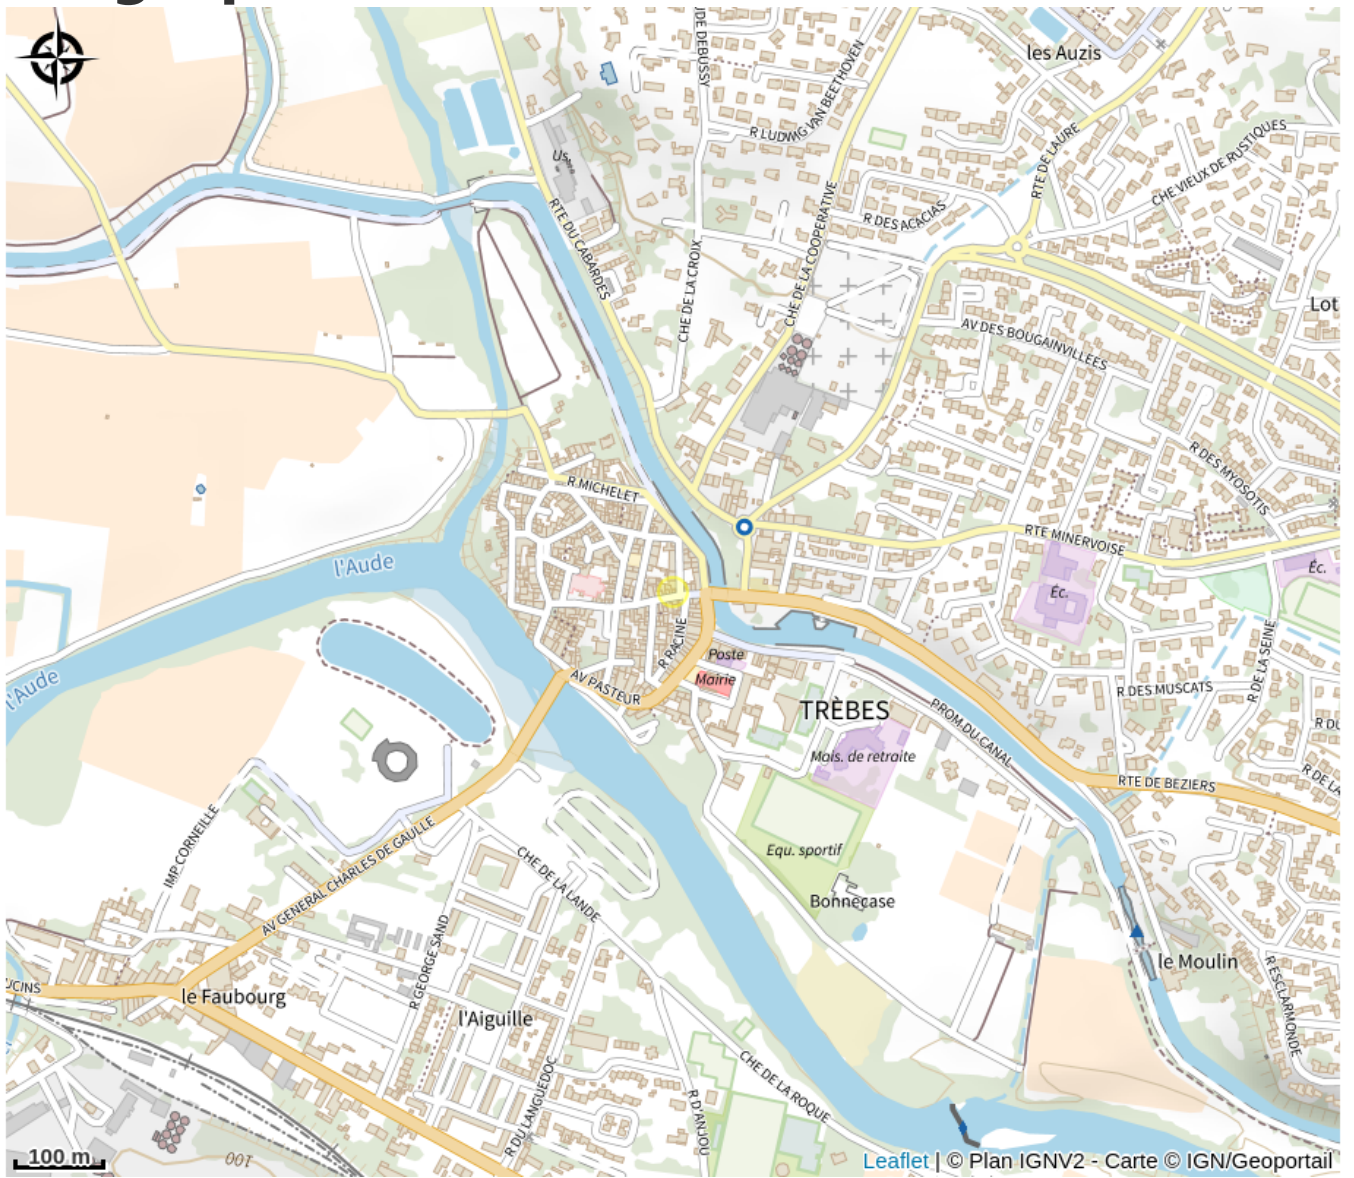 les Auzis
R LUDWIG VAN BEETHOVEN
RTE DE LAURE
CHE VIEUX DE RUSTIQUES
R DES ACACIAS
RTE DU CABARDES
CHE DE LA CROIX
CHE DE LA COOPERATIVE
Lot
AV DES BOUGAINVILLEES
R DES MYOSOTIS
R MICHELET
RTE MINERVOISE
l'Aude
Éc.
Éc.
R RACINE
Poste
Mairie
AV PASTEUR
l'Aude
TRÈBES
PROM DU CANAL
R DES MUSCATS
R DE LA SEINE
R DU
R DE LA
Mais. de retraite
RTE DE BEZIERS
IMP CORNEILLE
AV GENERAL CHARLES DE GAULLE
CHE DE LA LANDE
Equ. sportif
Bonnecase
le Moulin
R GEORGE SAND
R ESCLARMONDE
UCINS
le Faubourg
l'Aiguille
CHE DE LA ROQUE
R DU LANGUEDOC
R D'ANJOU
100
100 m
Leaflet | © Plan IGNV2 - Carte © IGN/Geoportail